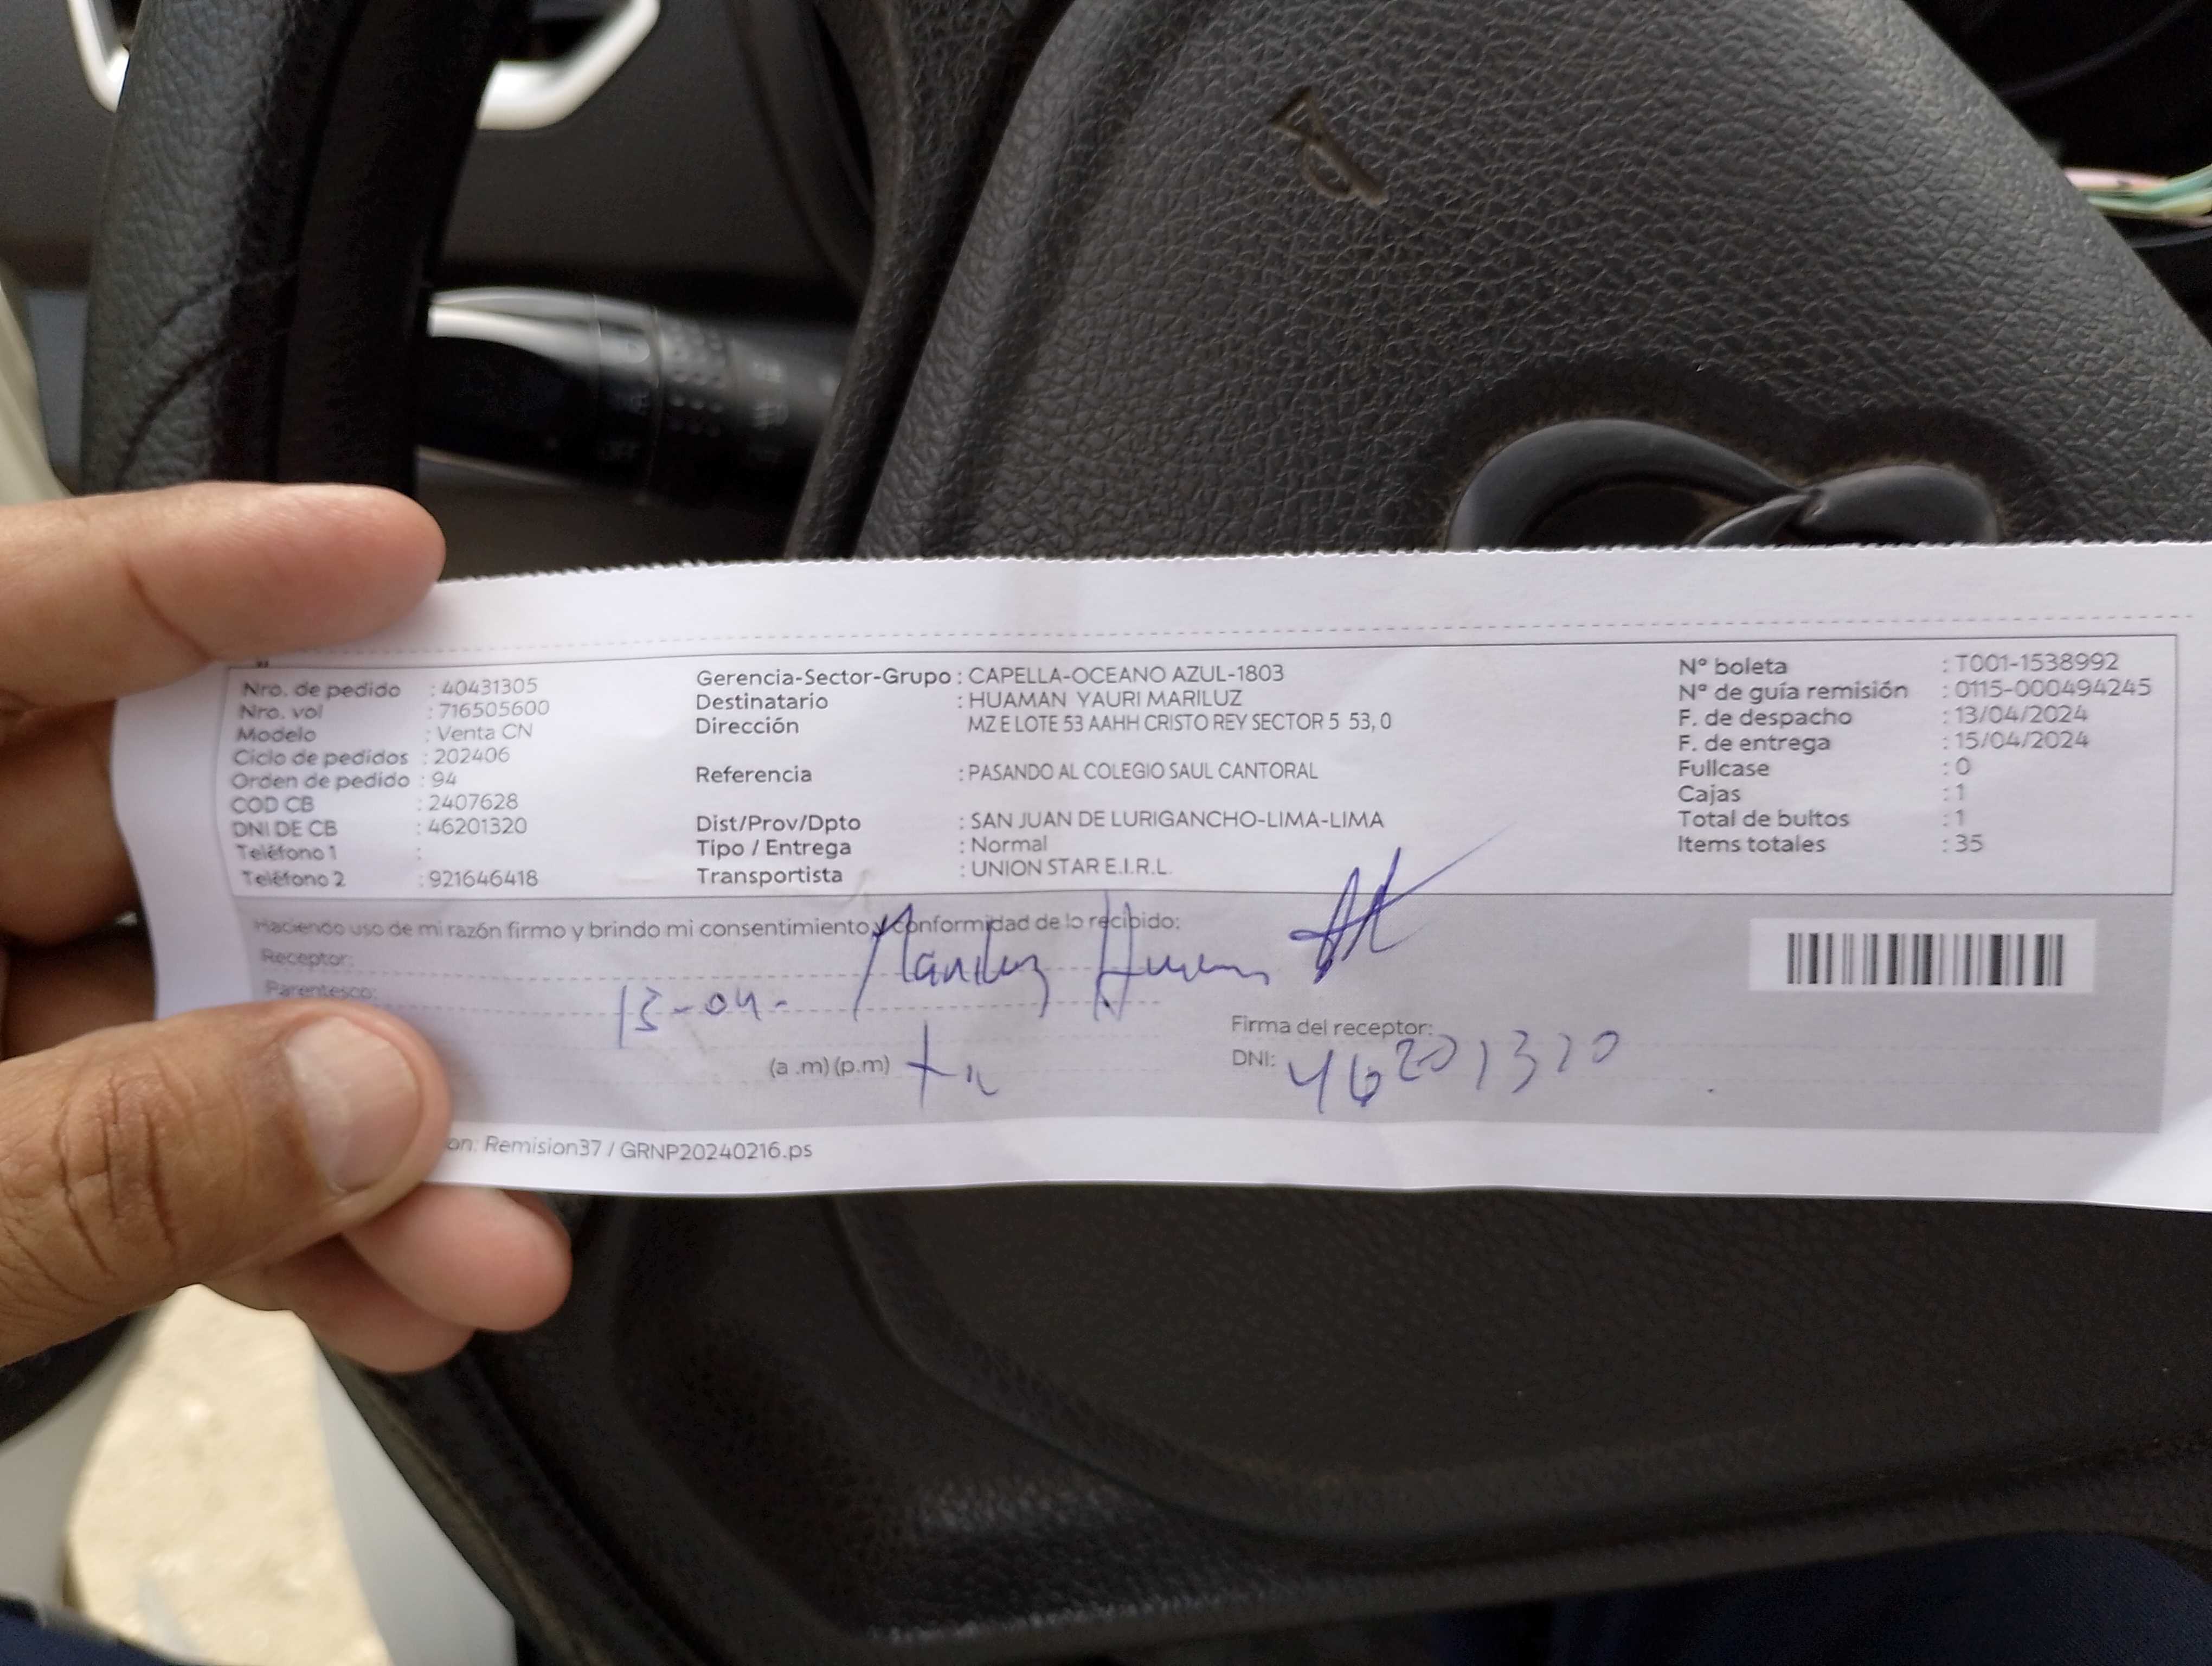 Nro. de pedido : 40431305
Nro. vol : 716505600
Modelo : Venta CN
Ciclo de pedidos : 202406
Orden de pedido : 94
COD CB : 2407628
DNI DE CB : 46201320
Teléfono 1 :
Teléfono 2 : 921646418
Gerencia-Sector-Grupo : CAPELLA-OCEANO AZUL-1803
Destinatario : HUAMAN YAURI MARILUZ
Dirección MZ E LOTE 53 AAHH CRISTO REY SECTOR 5 53, 0
Referencia : PASANDO AL COLEGIO SAUL CANTORAL
Dist/Prov/Dpto : SAN JUAN DE LURIGANCHO-LIMA-LIMA
Tipo / Entrega : Normal
Transportista : UNION STAR E.I.R.L.
Nº boleta : T001-1538992
Nº de guía remisión : 0115-000494245
F. de despacho : 13/04/2024
F. de entrega : 15/04/2024
Fullcase : 0
Cajas : 1
Total de bultos : 1
Items totales : 35
Haciendo uso de mi razón firmo y brindo mi consentimiento y conformidad de lo recibido:
Receptor:
Parentesco:
15-04-
(a .m) (p.m)
Firma del receptor:
DNI: 46201320
on: Remision37 / GRNP20240216.ps